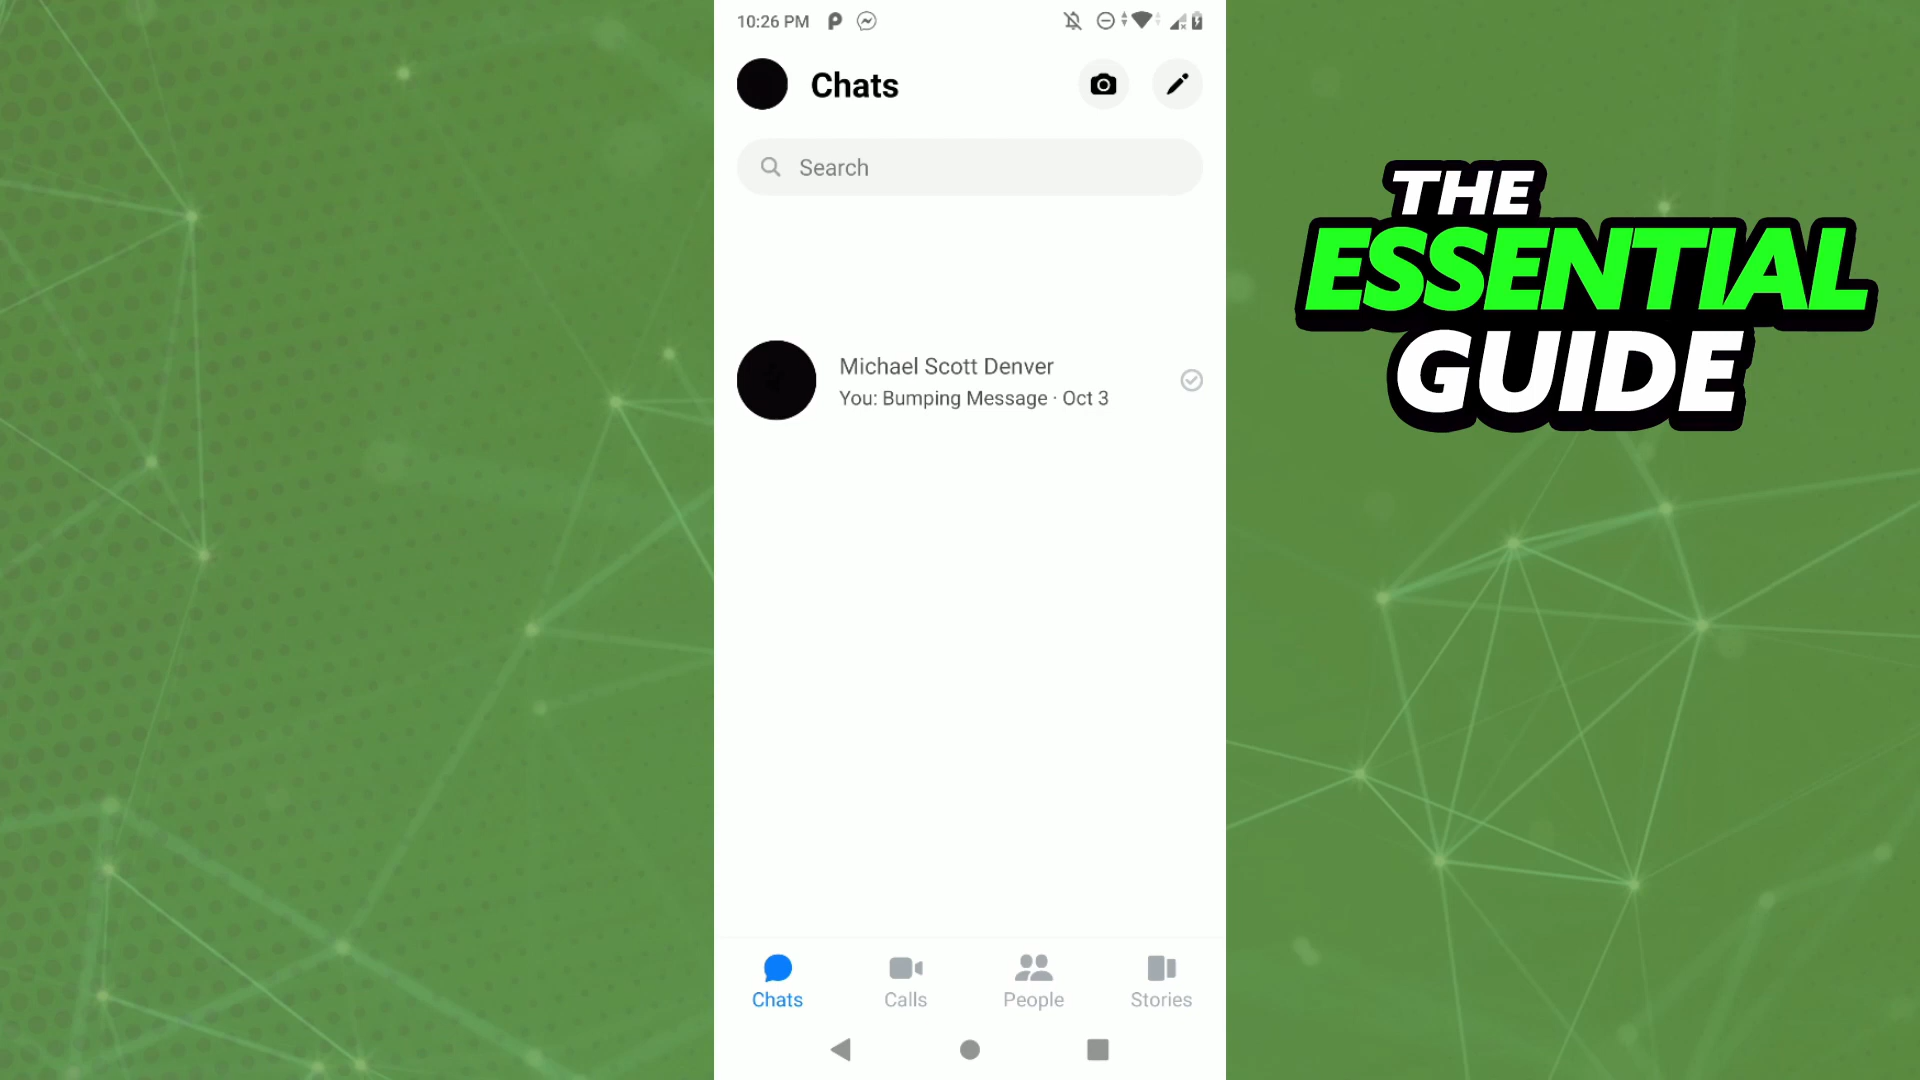 10:26 PM
Chats
Search
Michael Scott Denver
You: Bumping Message · Oct 3
Chats
Calls
People
Stories
THE
ESSENTIAL
GUIDE